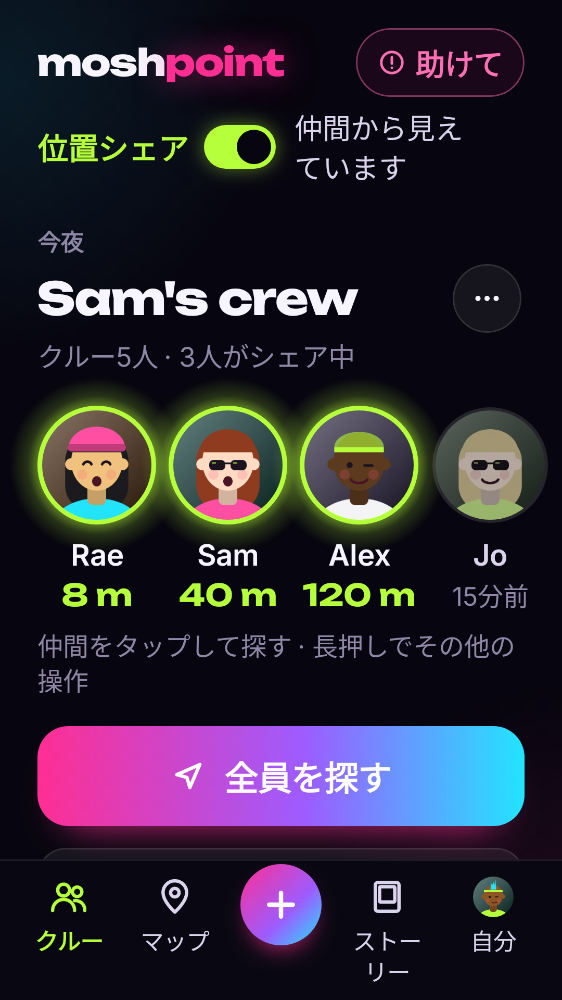 moshpoint
助けて
位置シェア
仲間から見え
ています
今夜
Sam's crew
クルー5人 · 3人がシェア中
Rae
Sam
Alex
Jo
8 m
40 m
120 m
15分前
仲間をタップして探す · 長押しでその他の
操作
全員を探す
クルー
マップ
ストー
リー
自分